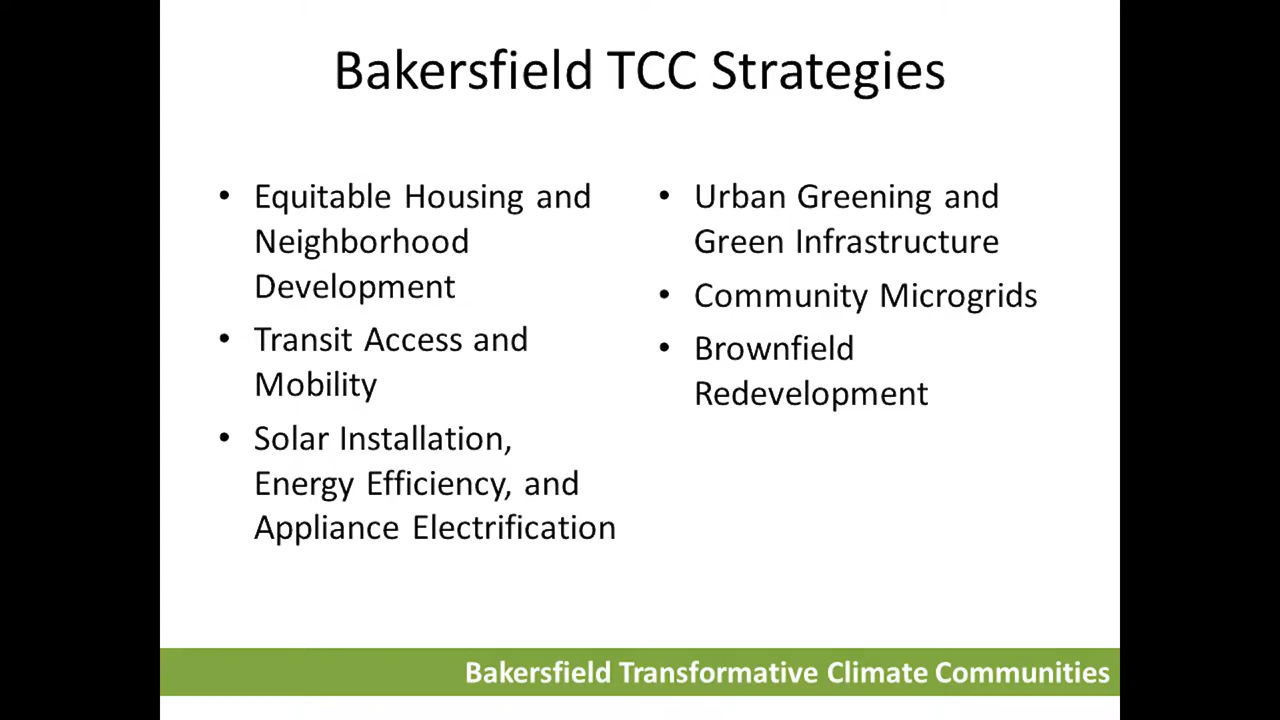 Bakersfield TCC Strategies
• Equitable Housing and
Neighborhood
Development
• Transit Access and
Mobility
• Solar Installation,
Energy Efficiency, and
Appliance Electrification
• Urban Greening and
Green Infrastructure
• Community Microgrids
• Brownfield
Redevelopment
Bakersfield Transformative Climate Communities